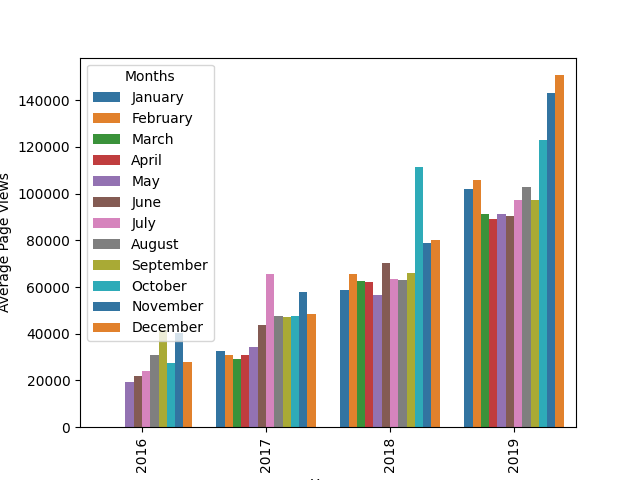 Months
January
February
March
April
May
June
July
August
September
October
November
December
140000
120000
100000
80000
60000
40000
20000
0
Average Page Views
2016
2017
2018
2019